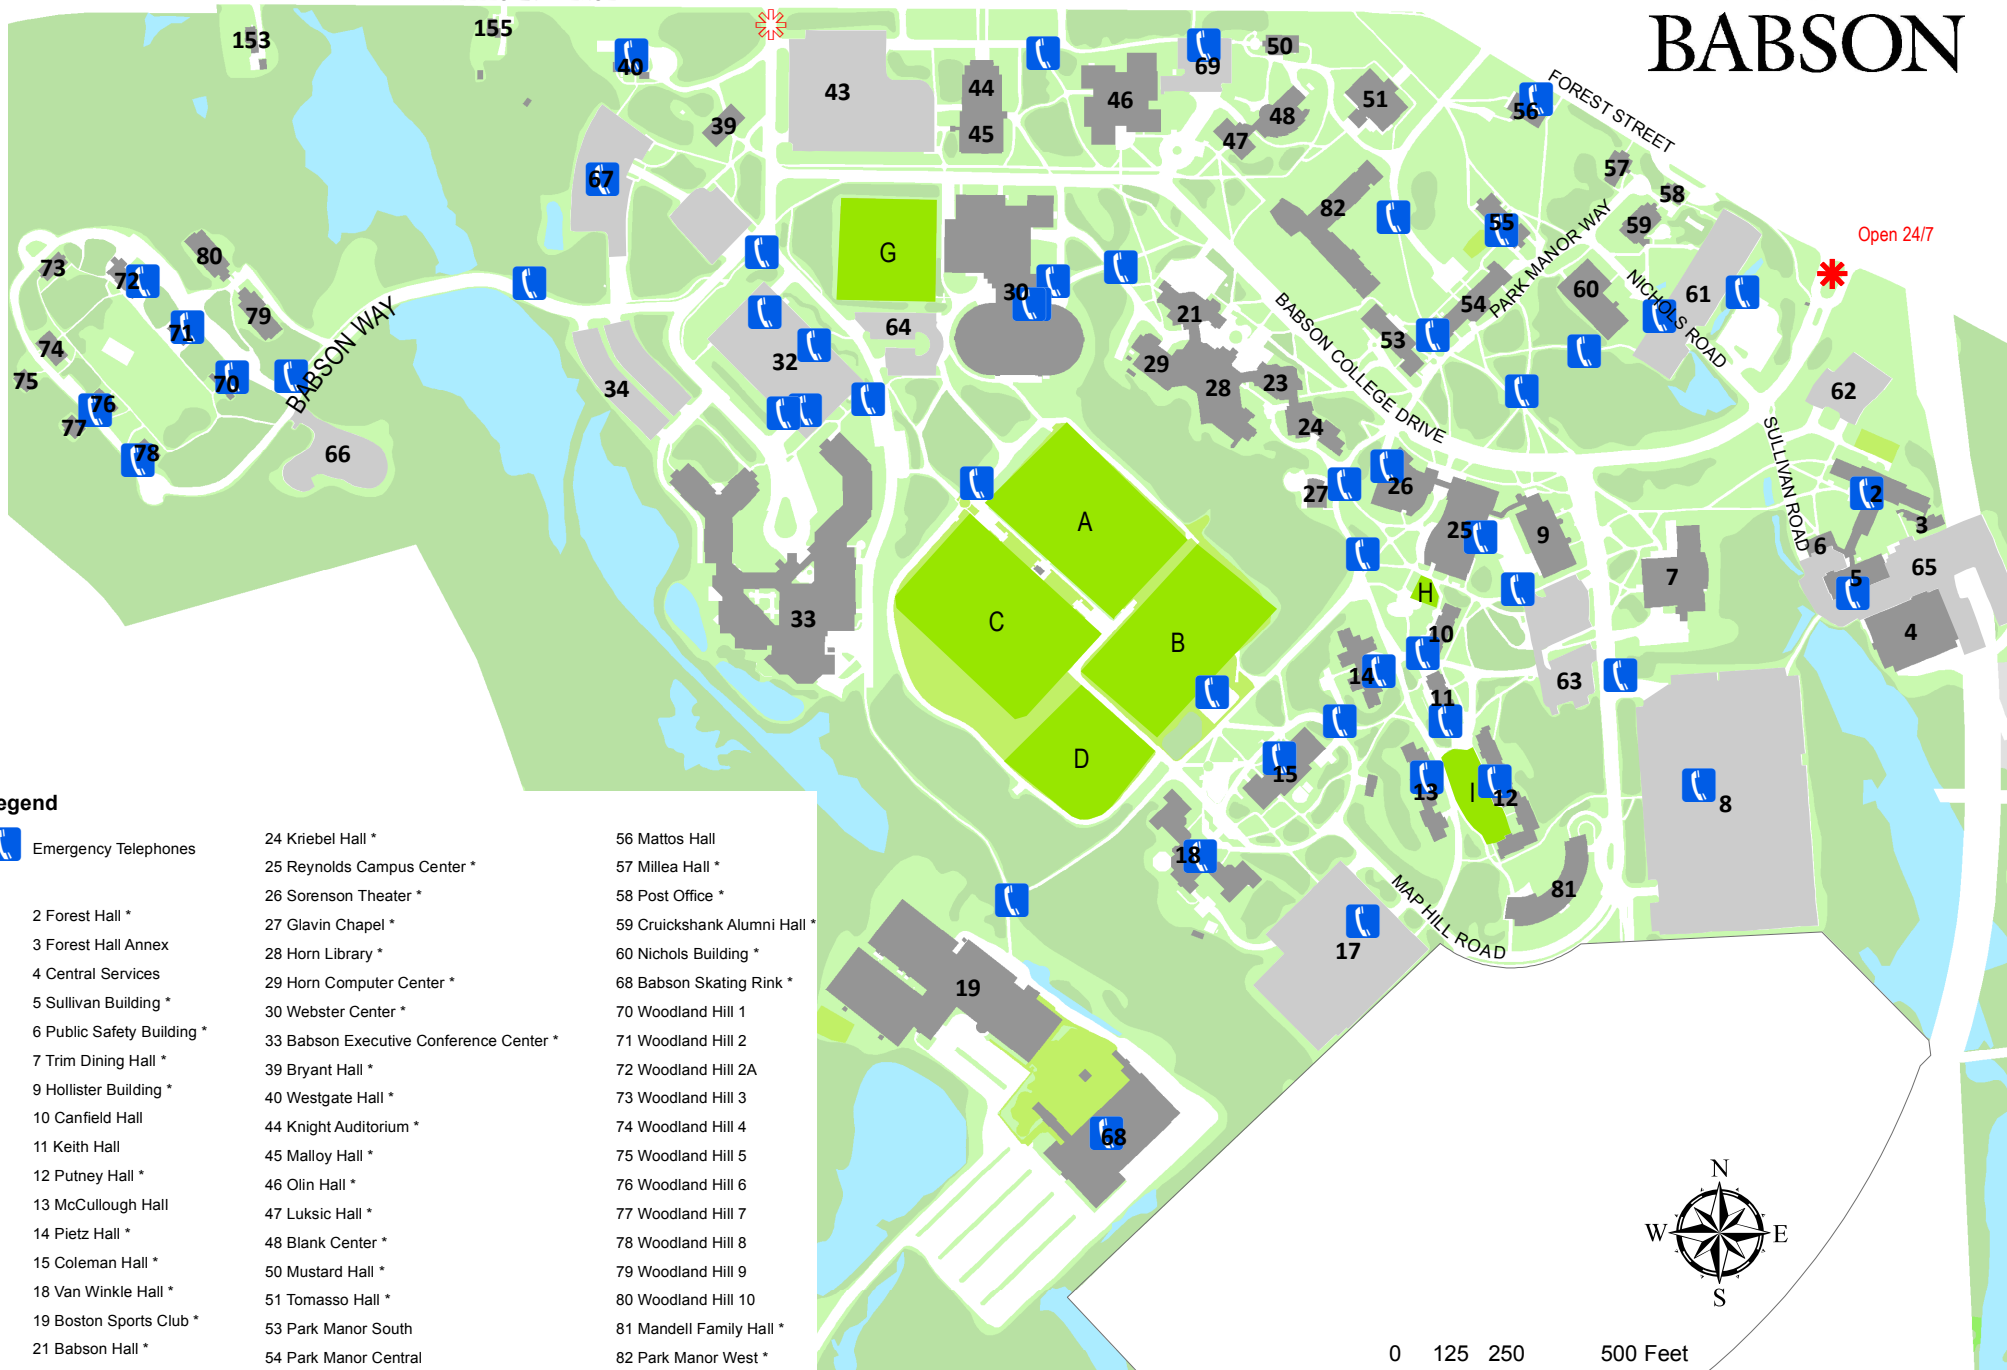 BABSON
153
155
40
43
44
45
46
69
50
48
47
51
56
FOREST STREET
39
67
57
58
82
55
59
PARK MANOR WAY
Open 24/7
G
73
72
80
79
71
74
75
76
77
78
70
BABSON WAY
66
34
32
64
30
21
29
28
23
24
BABSON COLLEGE DRIVE
53
54
60
NICHOLS ROAD
61
62
SULLIVAN ROAD
27
26
25
9
2
3
6
5
65
4
7
A
B
C
D
H
33
10
14
11
63
15
13
I
12
8
18
81
MAP HILL ROAD
17
19
68
egend
Emergency Telephones
2 Forest Hall *
3 Forest Hall Annex
4 Central Services
5 Sullivan Building *
6 Public Safety Building *
7 Trim Dining Hall *
9 Hollister Building *
10 Canfield Hall
11 Keith Hall
12 Putney Hall *
13 McCullough Hall
14 Pietz Hall *
15 Coleman Hall *
18 Van Winkle Hall *
19 Boston Sports Club *
21 Babson Hall *
24 Kriebel Hall *
25 Reynolds Campus Center *
26 Sorenson Theater *
27 Glavin Chapel *
28 Horn Library *
29 Horn Computer Center *
30 Webster Center *
33 Babson Executive Conference Center *
39 Bryant Hall *
40 Westgate Hall *
44 Knight Auditorium *
45 Malloy Hall *
46 Olin Hall *
47 Luksic Hall *
48 Blank Center *
50 Mustard Hall *
51 Tomasso Hall *
53 Park Manor South
54 Park Manor Central
56 Mattos Hall
57 Millea Hall *
58 Post Office *
59 Cruickshank Alumni Hall *
60 Nichols Building *
68 Babson Skating Rink *
70 Woodland Hill 1
71 Woodland Hill 2
72 Woodland Hill 2A
73 Woodland Hill 3
74 Woodland Hill 4
75 Woodland Hill 5
76 Woodland Hill 6
77 Woodland Hill 7
78 Woodland Hill 8
79 Woodland Hill 9
80 Woodland Hill 10
81 Mandell Family Hall *
82 Park Manor West *
N
W E
S
0 125 250 500 Feet